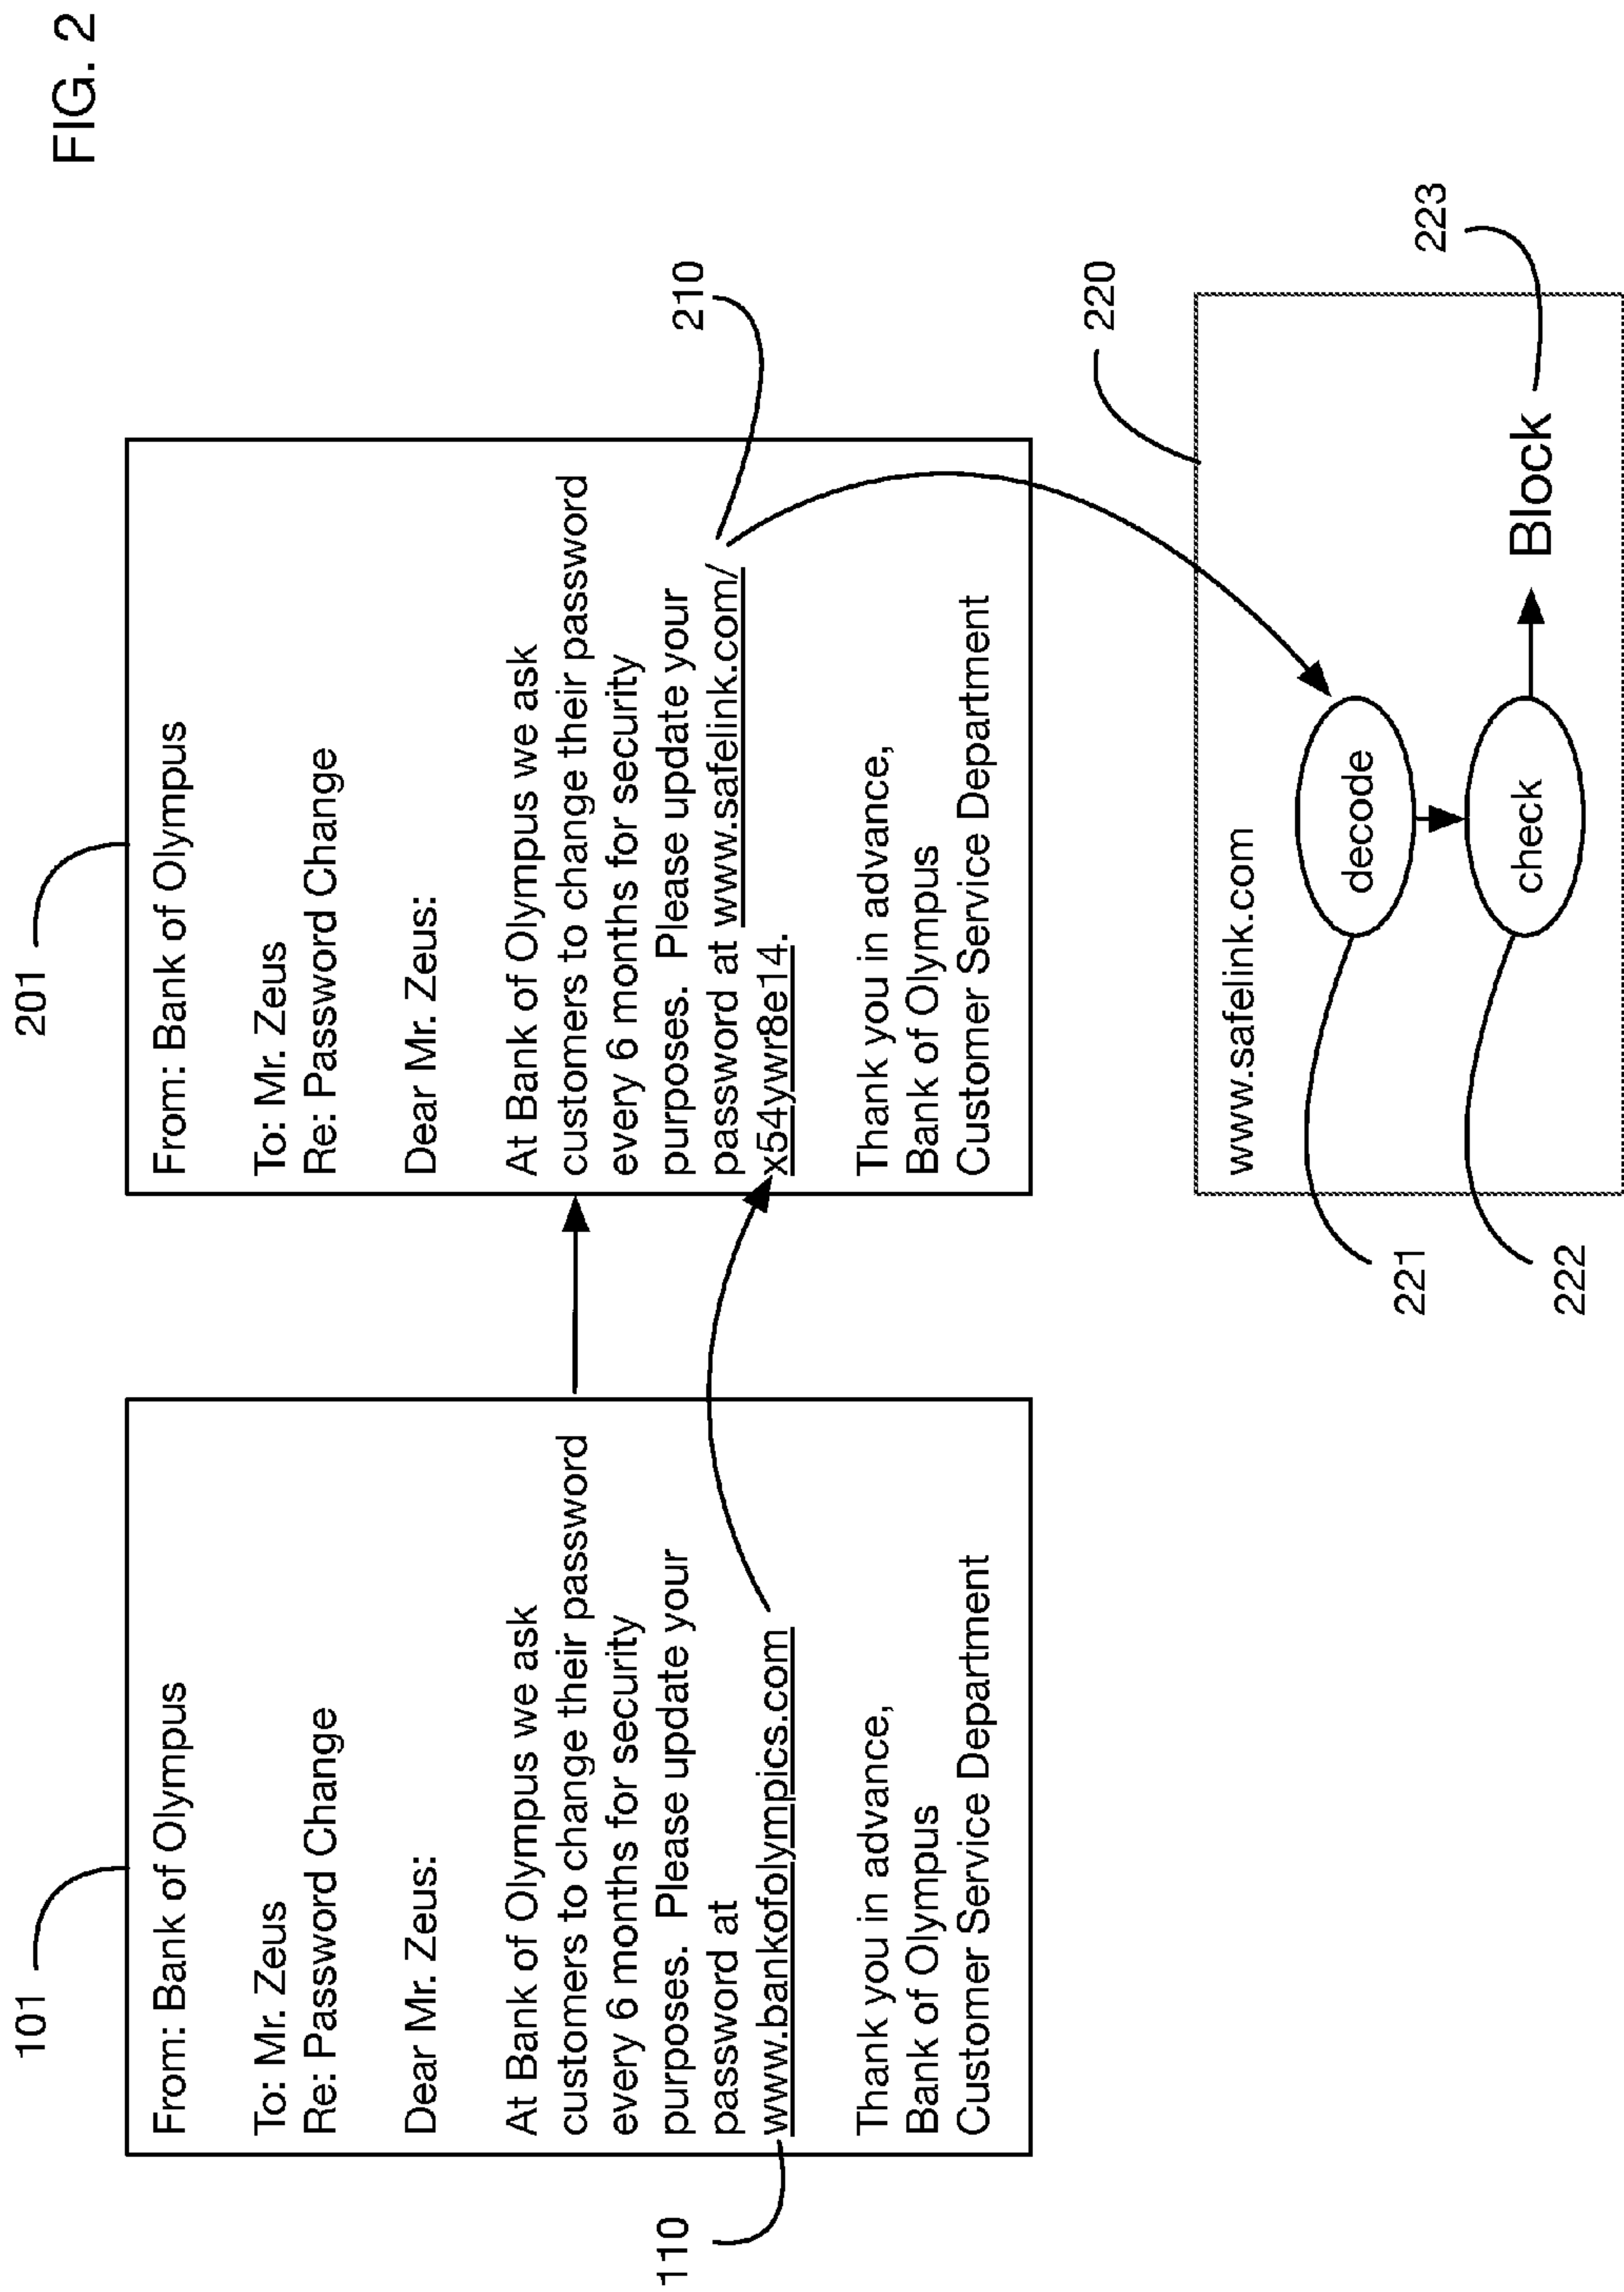 FIG. 2
101
From: Bank of Olympus
To: Mr. Zeus
Re: Password Change
Dear Mr. Zeus:
At Bank of Olympus we ask
customers to change their password
every 6 months for security
purposes.  Please update your
password at
www.bankofolympics.com
Thank you in advance,
Bank of Olympus
Customer Service Department
110
201
From: Bank of Olympus
To: Mr. Zeus
Re: Password Change
Dear Mr. Zeus:
At Bank of Olympus we ask
customers to change their password
every 6 months for security
purposes.  Please update your
password at www.safelink.com/
x54ywr8e14.
Thank you in advance,
Bank of Olympus
Customer Service Department
210
220
www.safelink.com
decode
check
Block
221
222
223